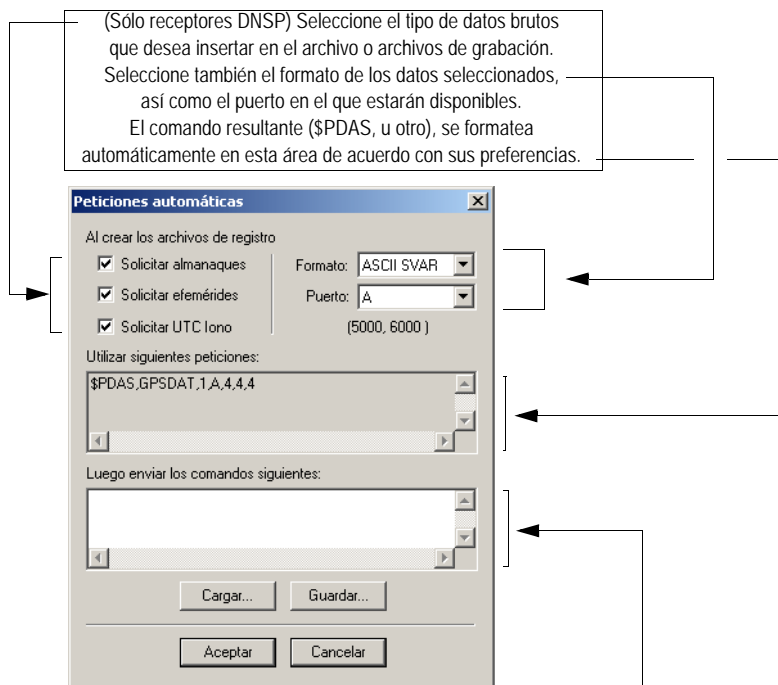 (Sólo receptores DNSP) Seleccione el tipo de datos brutos
que desea insertar en el archivo o archivos de grabación.
Seleccione también el formato de los datos seleccionados,
así como el puerto en el que estarán disponibles.
El comando resultante ($PDAS, u otro), se formatea
automáticamente en esta área de acuerdo con sus preferencias.
Peticiones automáticas
Al crear los archivos de registro
Solicitar almanaques
Formato: ASCII SVAR
Solicitar efemérides
Puerto: A
Solicitar UTC Iono
(5000, 6000 )
Utilizar siguientes peticiones:
$PDAS,GPSDAT,1,A,4,4,4
Luego enviar los comandos siguientes:
Cargar...
Guardar...
Aceptar
Cancelar